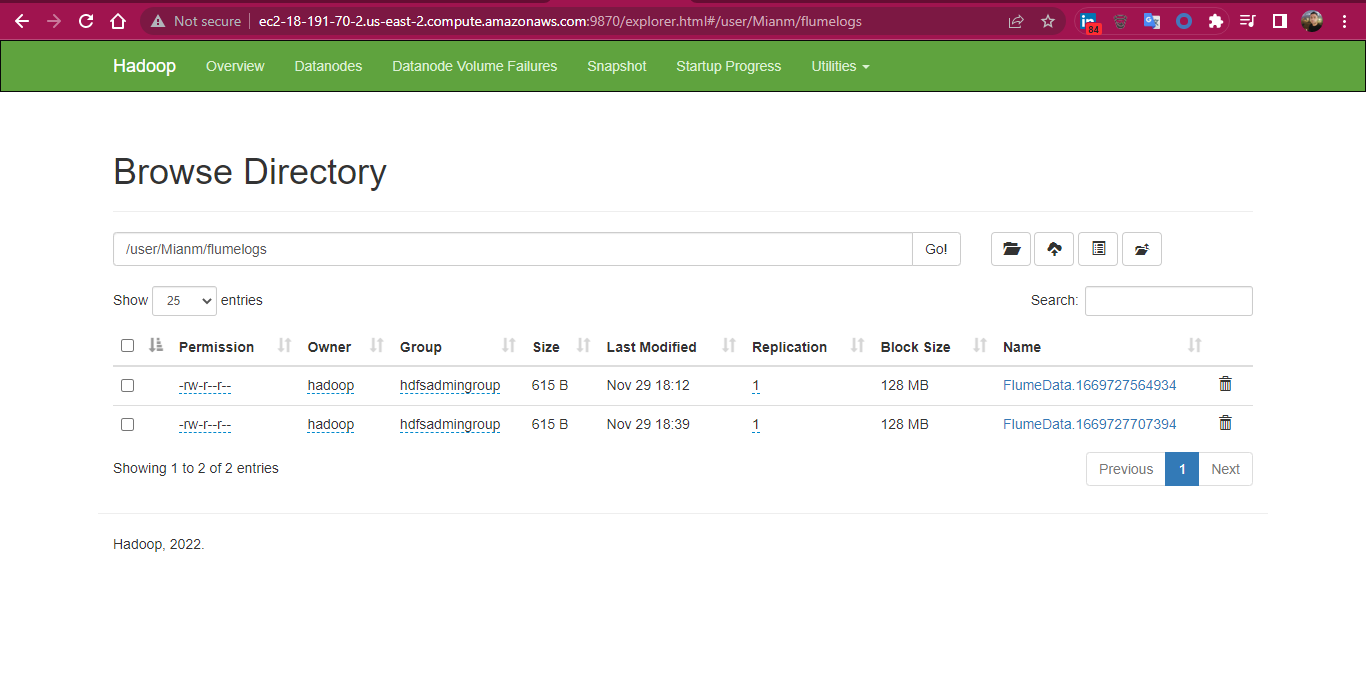 Not secure ec2-18-191-70-2.us-east-2.compute.amazonaws.com:9870/explorer.html#/user/Mianm/flumelogs
84
Hadoop Overview Datanodes Datanode Volume Failures Snapshot Startup Progress Utilities
Browse Directory
/user/Mianm/flumelogs Go!
Show 25 entries Search:
Permission Owner Group Size Last Modified Replication Block Size Name
-rw-r--r-- hadoop hdfsadmingroup 615 B Nov 29 18:12 1 128 MB FlumeData.1669727564934
-rw-r--r-- hadoop hdfsadmingroup 615 B Nov 29 18:39 1 128 MB FlumeData.1669727707394
Showing 1 to 2 of 2 entries Previous 1 Next
Hadoop, 2022.